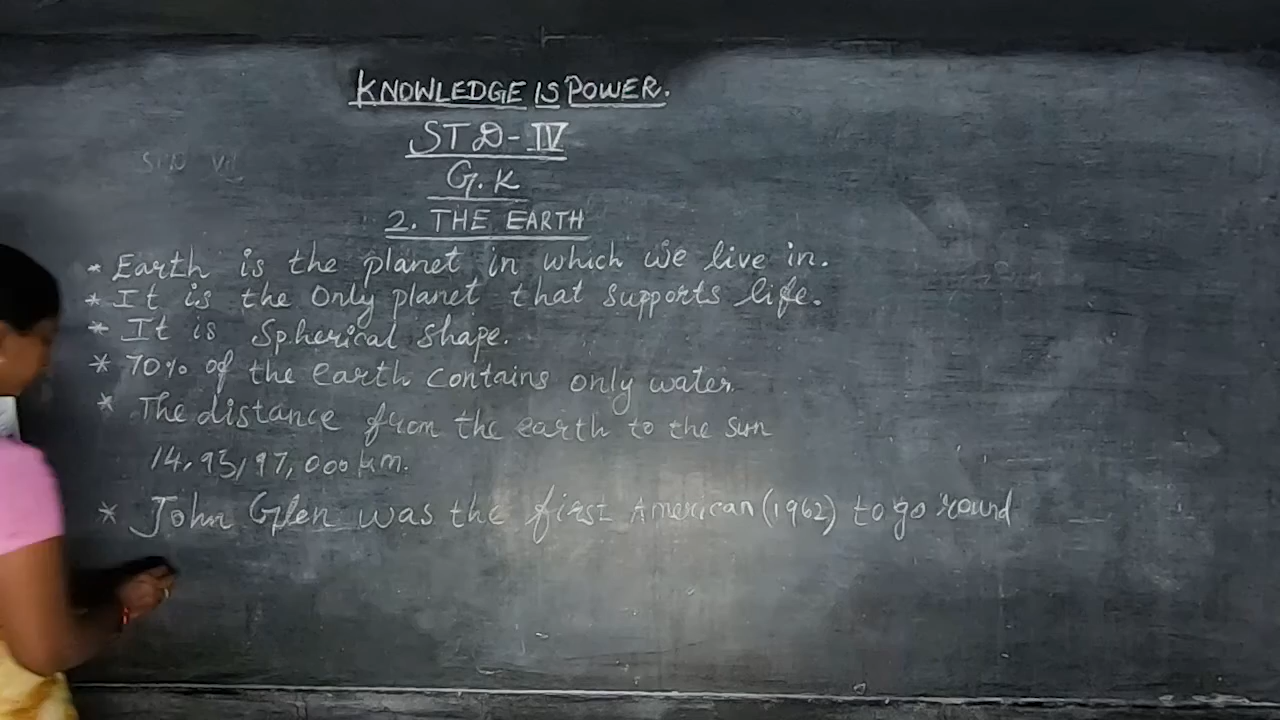 KNOWLEDGE IS POWER.
STD-IV
G.K
2. THE EARTH
* Earth is the planet in which we live in.
* It is the only planet that supports life.
* It is Spherical shape.
* 70% of the earth contains only water.
* The distance from the earth to the Sun
14,95,97,000 km.
* John Glen was the first American (1962) to go round